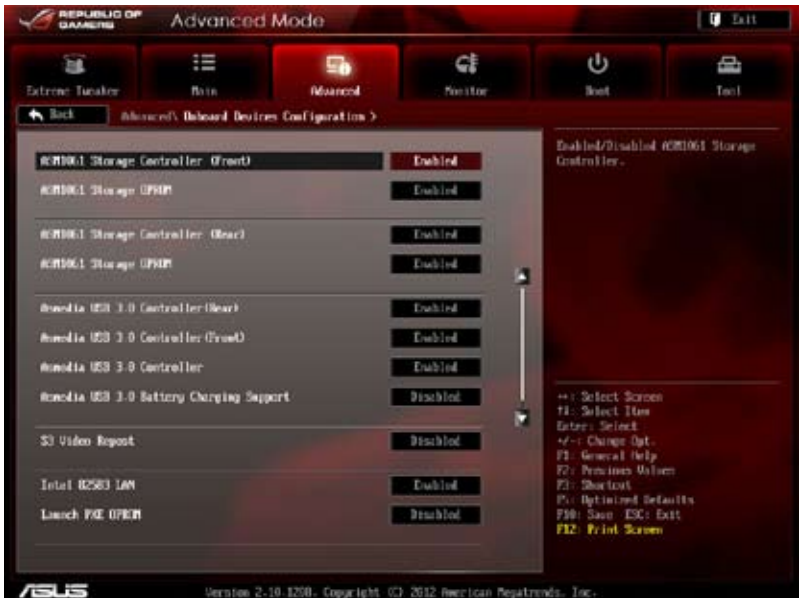 REPUBLIC OF GAMERS
Advanced Mode
Exit
Extreme Tweaker
Main
Advanced
Monitor
Boot
Tool
Back
Advanced\ Onboard Devices Configuration >
ASM1061 Storage Controller (Front) Enabled
ASM1061 Storage OPROM Enabled
ASM1061 Storage Controller (Rear) Enabled
ASM1061 Storage OPROM Enabled
Asmedia USB 3.0 Controller(Rear) Enabled
Asmedia USB 3.0 Controller(Front) Enabled
Asmedia USB 3.0 Controller Enabled
Asmedia USB 3.0 Battery Charging Support Disabled
S3 Video Repost Disabled
Intel 82583 LAN Enabled
Launch PXE OPROM Disabled
Enabled/Disabled ASM1061 Storage
Controller.
→←: Select Screen
↑↓: Select Item
Enter: Select
+/-: Change Opt.
F1: General Help
F2: Previous Values
F3: Shortcut
F5: Optimized Defaults
F10: Save ESC: Exit
F12: Print Screen
ASUS
Version 2.10.1208. Copyright (C) 2012 American Megatrends, Inc.